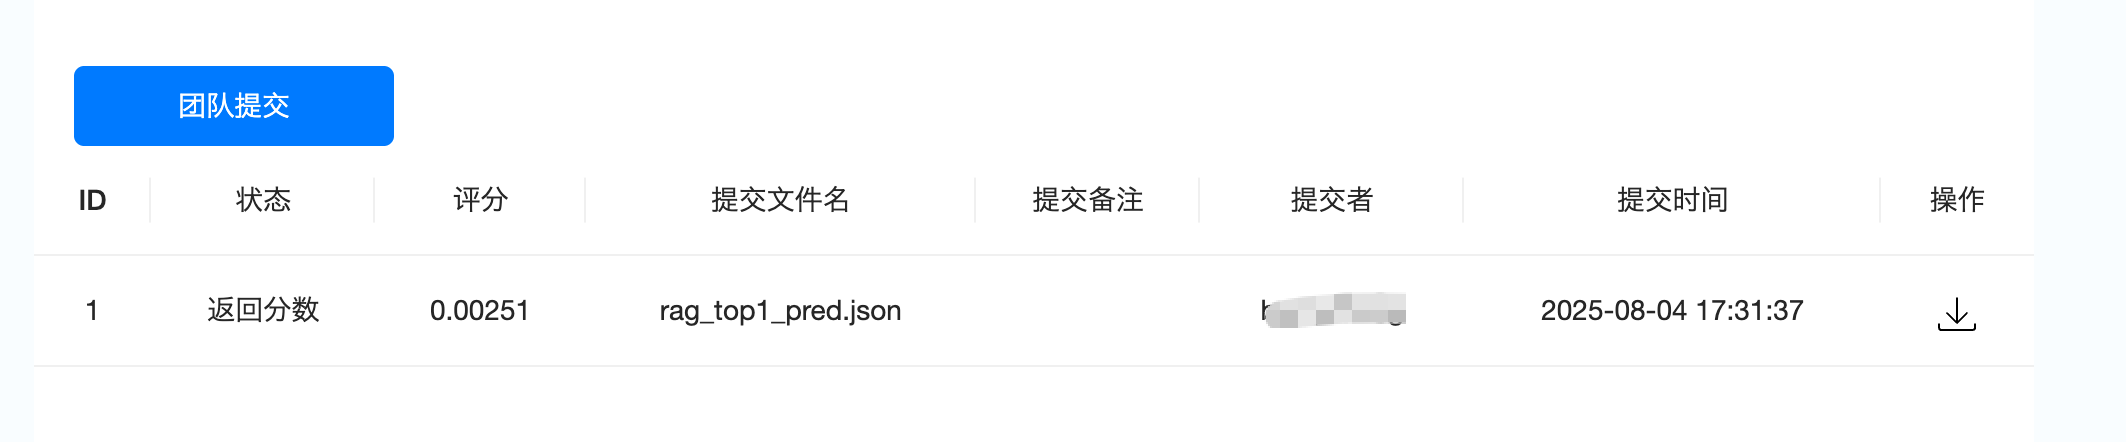 团队提交
ID 状态 评分 提交文件名 提交备注 提交者 提交时间 操作
1 返回分数 0.00251 rag_top1_pred.json 2025-08-04 17:31:37